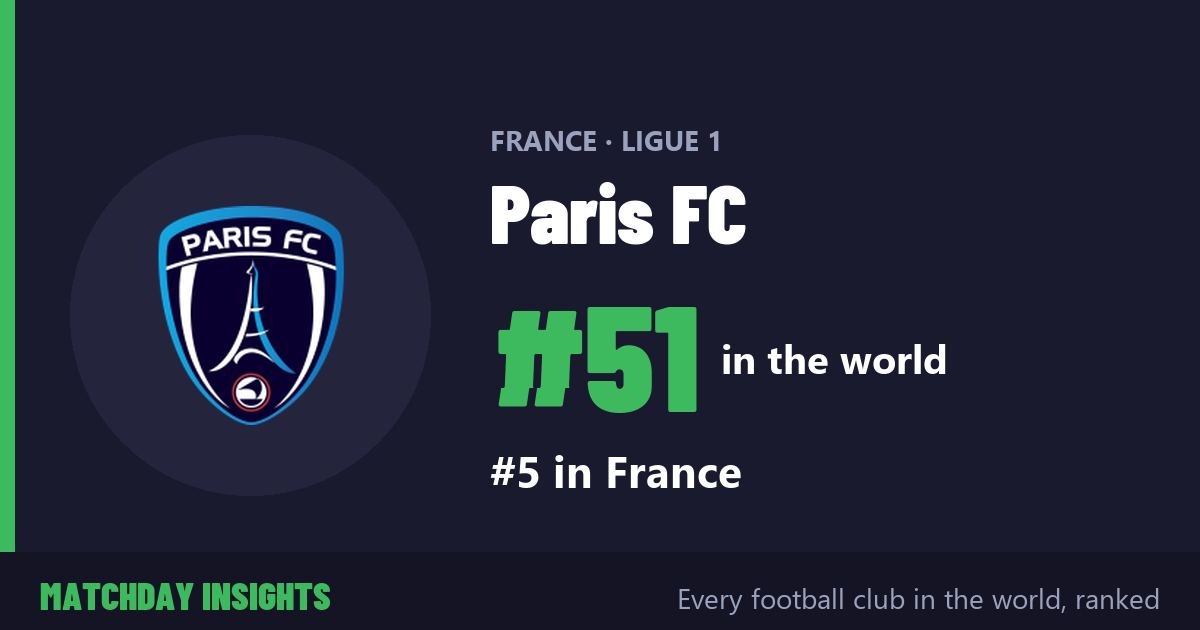 FRANCE · LIGUE 1
Paris FC
PARIS FC
#51 in the world
#5 in France
MATCHDAY INSIGHTS
Every football club in the world, ranked